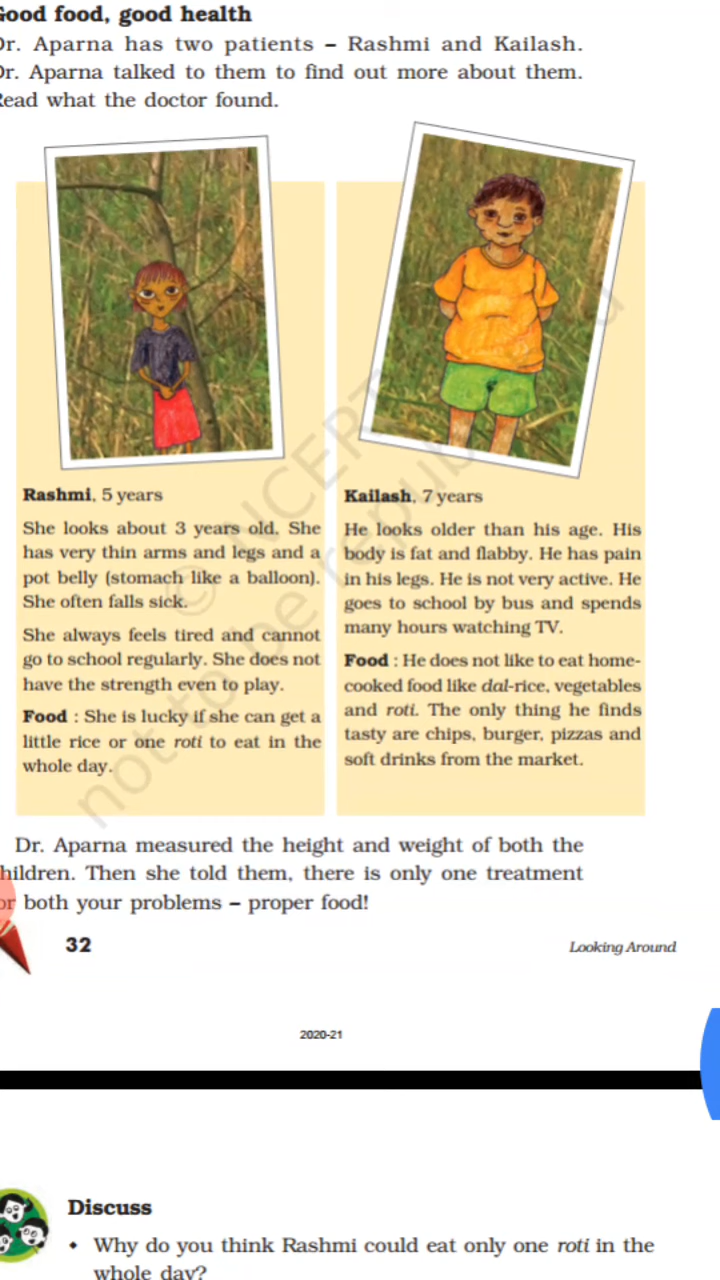 Good food, good health
Dr. Aparna has two patients – Rashmi and Kailash.
Dr. Aparna talked to them to find out more about them.
Read what the doctor found.
Rashmi, 5 years
She looks about 3 years old. She
has very thin arms and legs and a
pot belly (stomach like a balloon).
She often falls sick.
She always feels tired and cannot
go to school regularly. She does not
have the strength even to play.
Food : She is lucky if she can get a
little rice or one roti to eat in the
whole day.
Kailash, 7 years
He looks older than his age. His
body is fat and flabby. He has pain
in his legs. He is not very active. He
goes to school by bus and spends
many hours watching TV.
Food : He does not like to eat home-
cooked food like dal-rice, vegetables
and roti. The only thing he finds
tasty are chips, burger, pizzas and
soft drinks from the market.
© NCERT
not to be republished
Dr. Aparna measured the height and weight of both the
children. Then she told them, there is only one treatment
for both your problems – proper food!
32
Looking Around
2020-21
Discuss
• Why do you think Rashmi could eat only one roti in the
whole day?